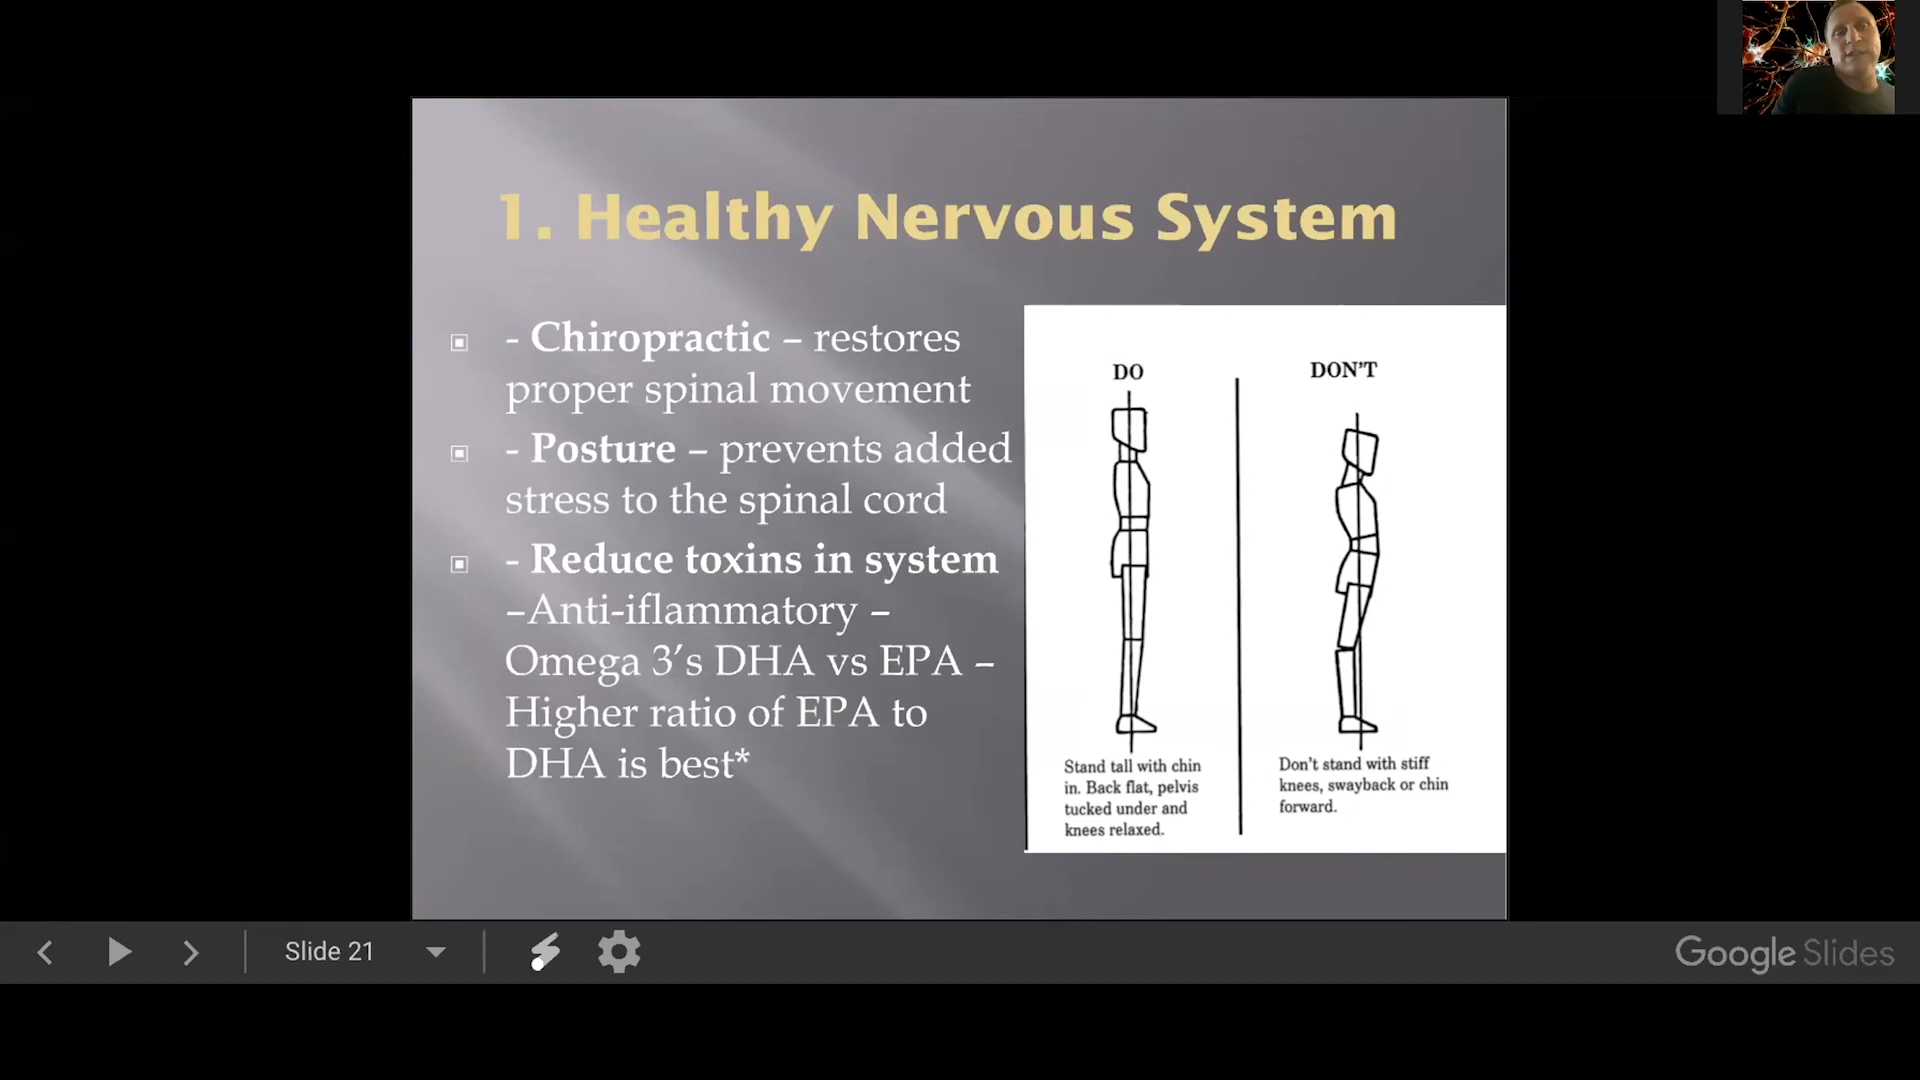 1. Healthy Nervous System
- Chiropractic – restores
proper spinal movement
- Posture – prevents added
stress to the spinal cord
- Reduce toxins in system
–Anti-iflammatory –
Omega 3’s DHA vs EPA –
Higher ratio of EPA to
DHA is best*
DO
Stand tall with chin
in. Back flat, pelvis
tucked under and
knees relaxed.
DON'T
Don't stand with stiff
knees, swayback or chin
forward.
Slide 21
Google Slides